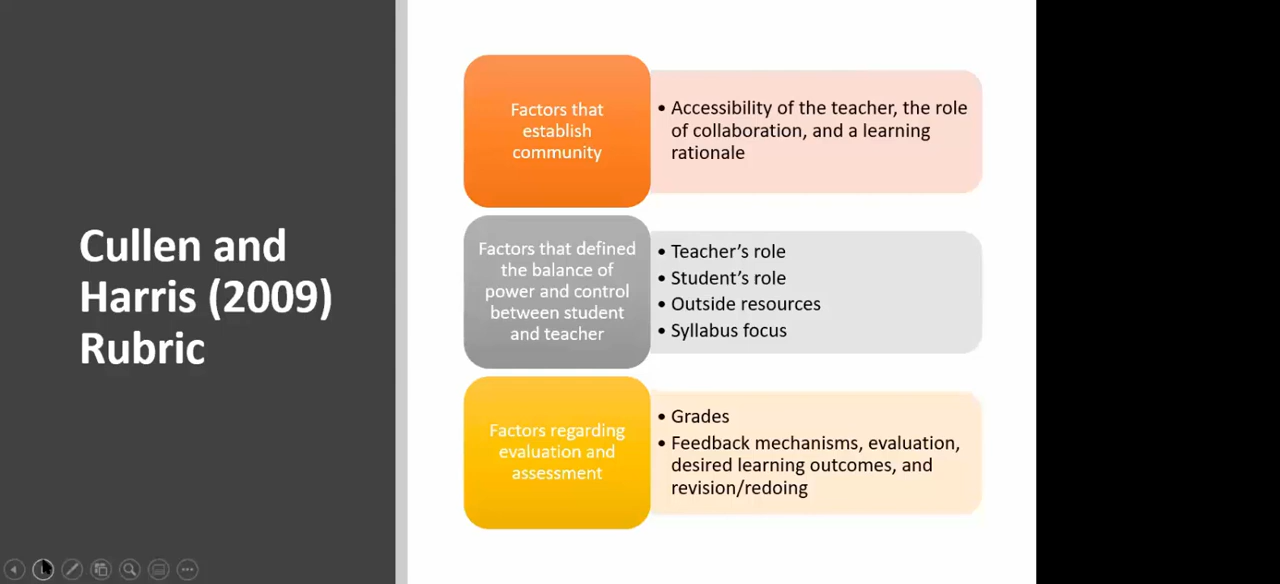 Cullen and
Harris (2009)
Rubric
Factors that
establish
community
• Accessibility of the teacher, the role
of collaboration, and a learning
rationale
Factors that defined
the balance of
power and control
between student
and teacher
• Teacher's role
• Student's role
• Outside resources
• Syllabus focus
Factors regarding
evaluation and
assessment
• Grades
• Feedback mechanisms, evaluation,
desired learning outcomes, and
revision/redoing